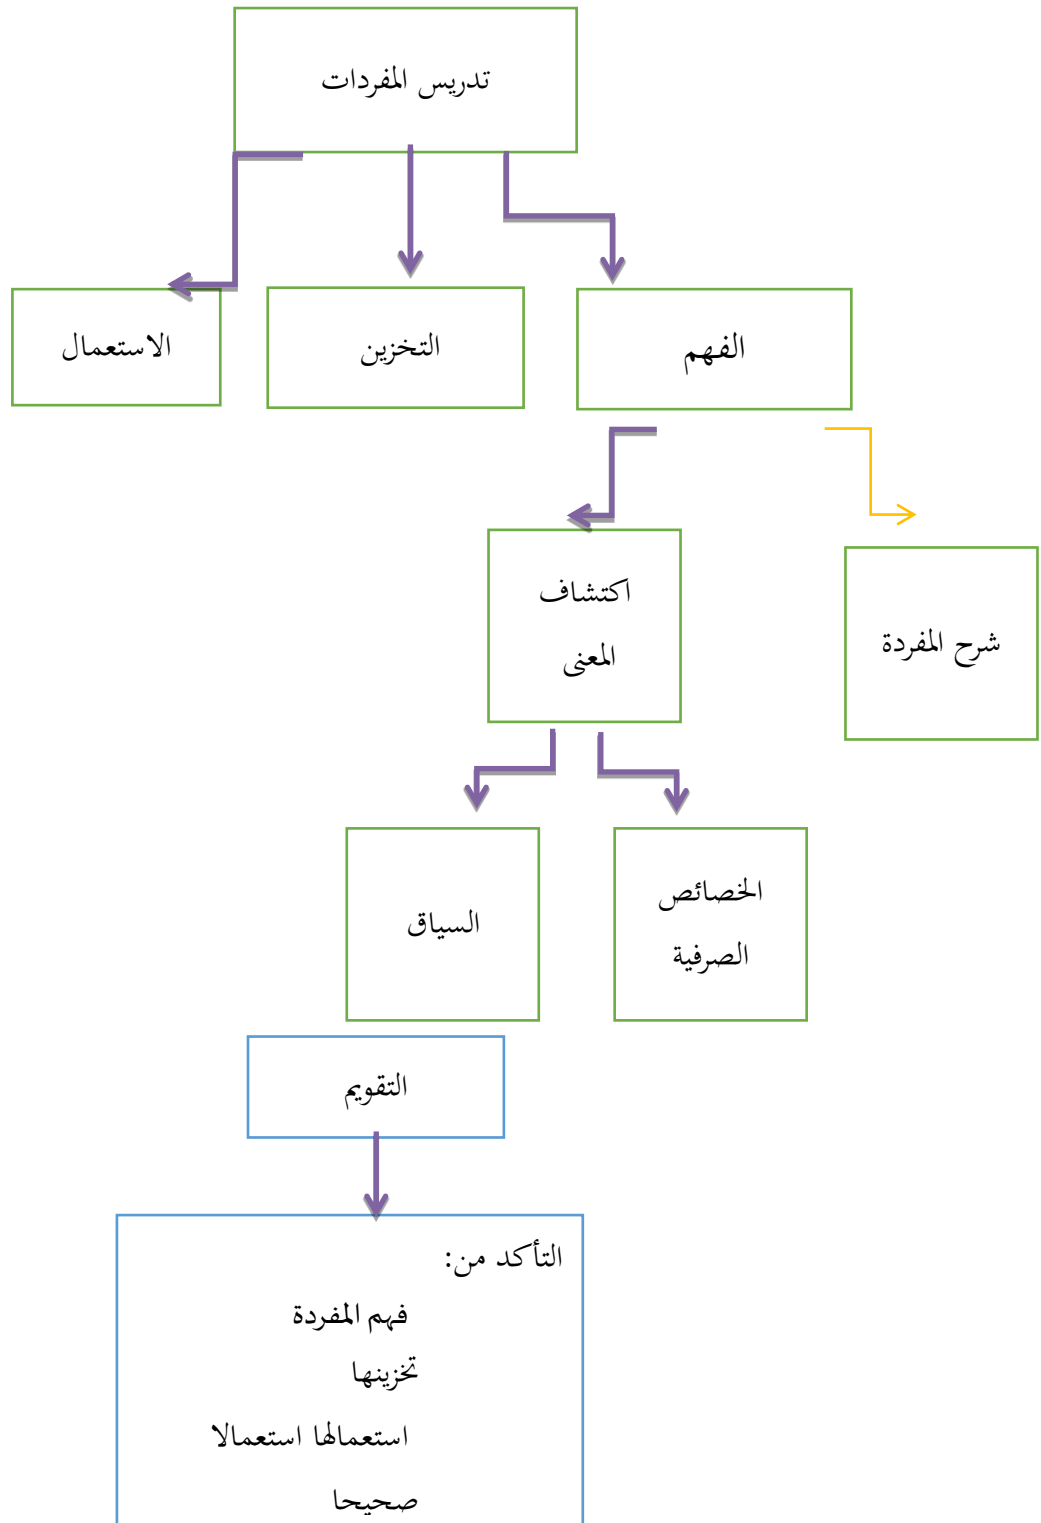 تدريس المفردات
الفهم
التخزين
الاستعمال
اكتشاف
المعنى
شرح المفردة
الخصائص
الصرفية
السياق
التقويم
التأكد من:
فهم المفردة
تخزينها
استعمالها استعمالا
صحيحا